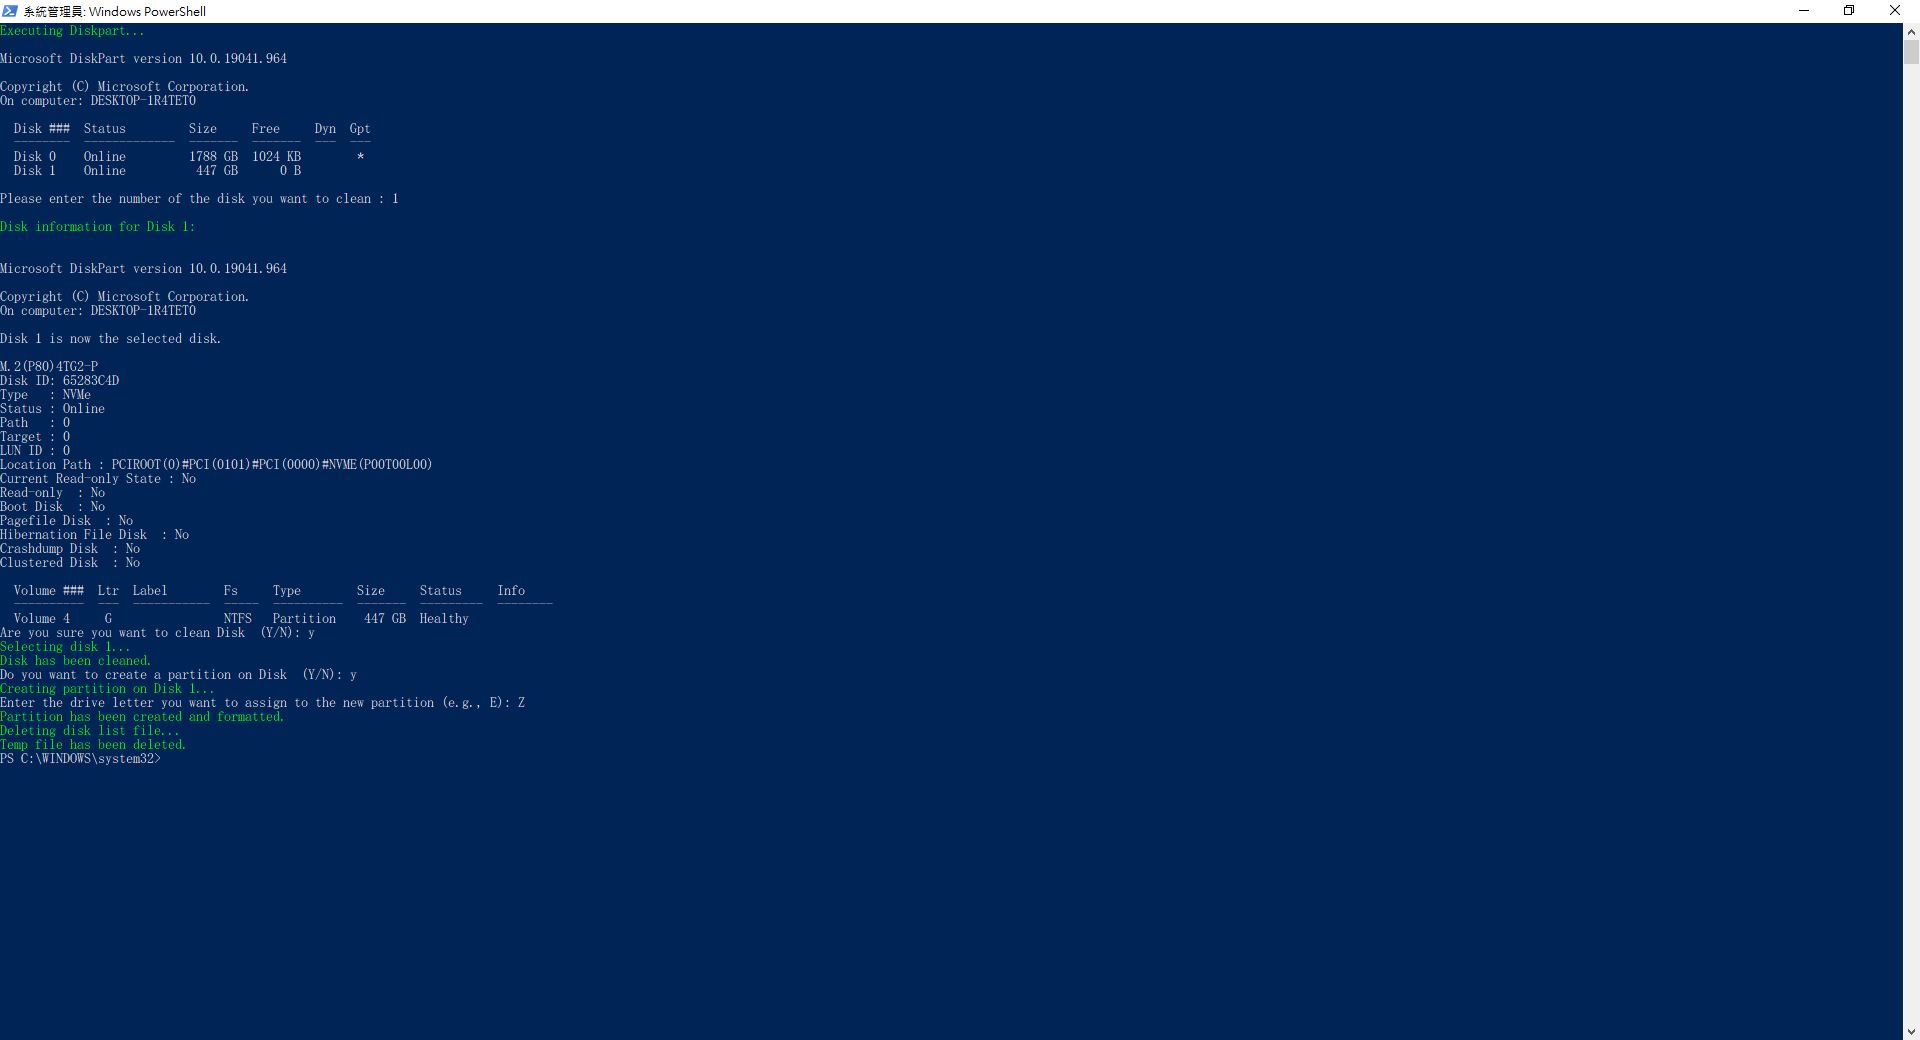 系統管理員: Windows PowerShell
Executing Diskpart...
Microsoft DiskPart version 10.0.19041.964
Copyright (C) Microsoft Corporation.
On computer: DESKTOP-1R4TET0
Disk ###  Status         Size     Free     Dyn  Gpt
--------  -------------  -------  -------  ---  ---
Disk 0    Online         1788 GB  1024 KB        *
Disk 1    Online          447 GB      0 B
Please enter the number of the disk you want to clean : 1
Disk information for Disk 1:
Microsoft DiskPart version 10.0.19041.964
Copyright (C) Microsoft Corporation.
On computer: DESKTOP-1R4TET0
Disk 1 is now the selected disk.
M.2(P80)4TG2-P
Disk ID: 65283C4D
Type   : NVMe
Status : Online
Path   : 0
Target : 0
LUN ID : 0
Location Path : PCIROOT(0)#PCI(0101)#PCI(0000)#NVME(P00T00L00)
Current Read-only State : No
Read-only  : No
Boot Disk  : No
Pagefile Disk  : No
Hibernation File Disk  : No
Crashdump Disk  : No
Clustered Disk  : No
Volume ###  Ltr  Label        Fs     Type        Size     Status     Info
----------  ---  -----------  -----  ----------  -------  ---------  --------
Volume 4     G                NTFS   Partition    447 GB  Healthy
Are you sure you want to clean Disk  (Y/N): y
Selecting disk 1...
Disk has been cleaned.
Do you want to create a partition on Disk  (Y/N): y
Creating partition on Disk 1...
Enter the drive letter you want to assign to the new partition (e.g., E): Z
Partition has been created and formatted.
Deleting disk list file...
Temp file has been deleted.
PS C:\WINDOWS\system32>